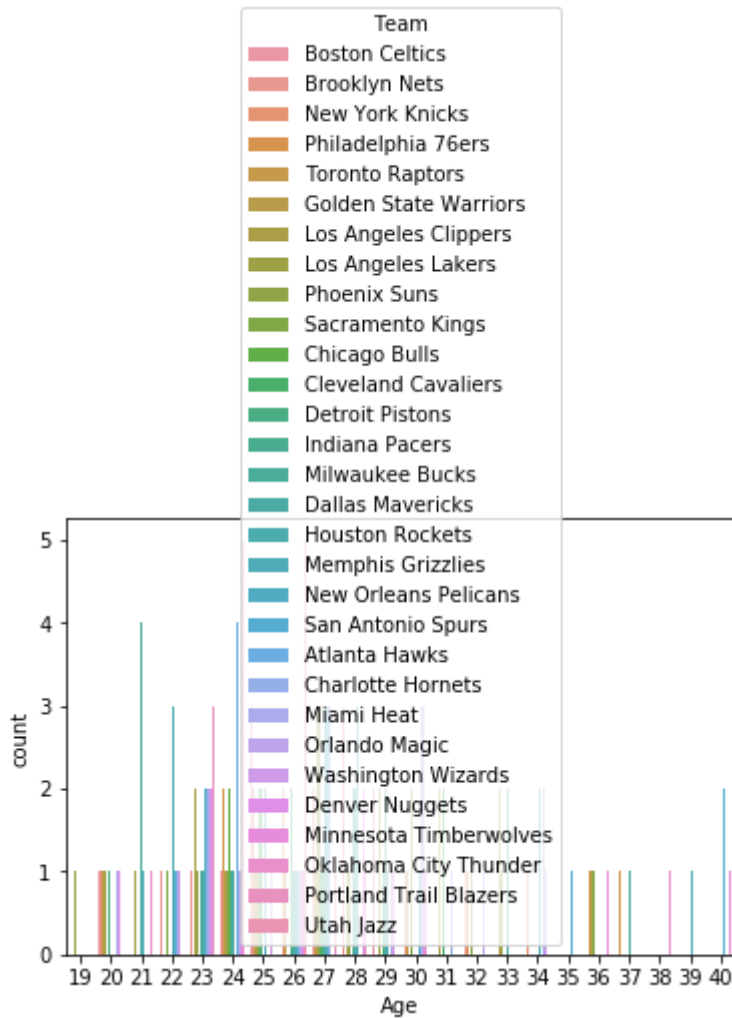 Team
Boston Celtics
Brooklyn Nets
New York Knicks
Philadelphia 76ers
Toronto Raptors
Golden State Warriors
Los Angeles Clippers
Los Angeles Lakers
Phoenix Suns
Sacramento Kings
Chicago Bulls
Cleveland Cavaliers
Detroit Pistons
Indiana Pacers
Milwaukee Bucks
Dallas Mavericks
Houston Rockets
Memphis Grizzlies
New Orleans Pelicans
San Antonio Spurs
Atlanta Hawks
Charlotte Hornets
Miami Heat
Orlando Magic
Washington Wizards
Denver Nuggets
Minnesota Timberwolves
Oklahoma City Thunder
Portland Trail Blazers
Utah Jazz
5
4
3
2
1
0
count
19 20 21 22 23 24 25 26 27 28 29 30 31 32 33 34 35 36 37 38 39 40
Age